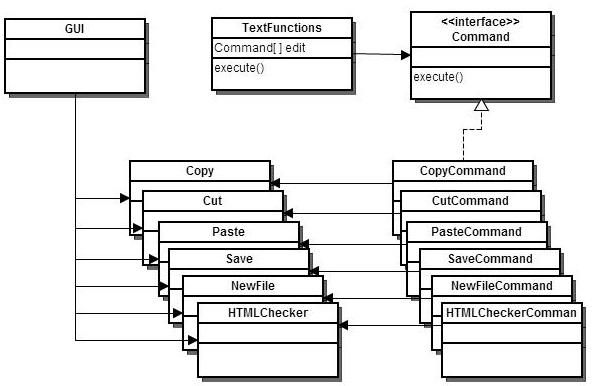 GUI
TextFunctions
Command[ ] edit
execute()
<<interface>>
Command
execute()
Copy
CopyCommand
Cut
CutCommand
Paste
PasteCommand
Save
SaveCommand
NewFile
NewFileCommand
HTMLChecker
HTMLCheckerComman